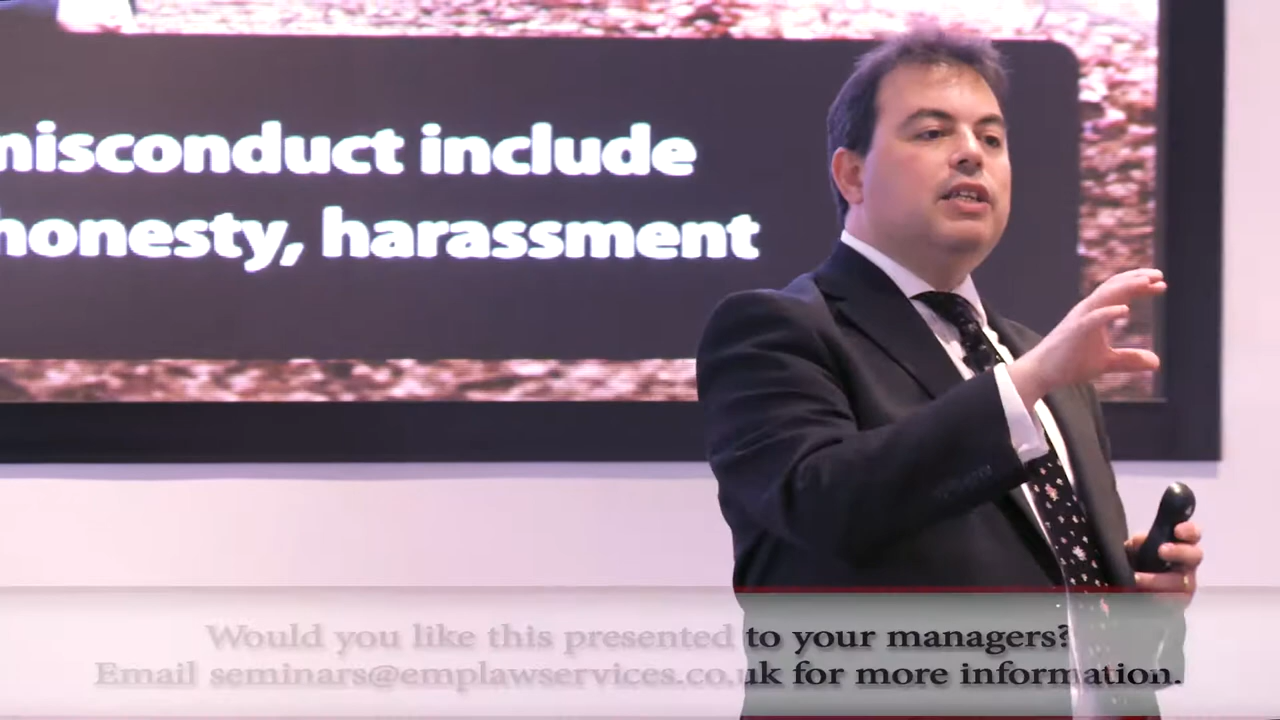 nisconduct include
honesty, harassment
Would you like this presented to your managers?
Email seminars@emplawservices.co.uk for more information.